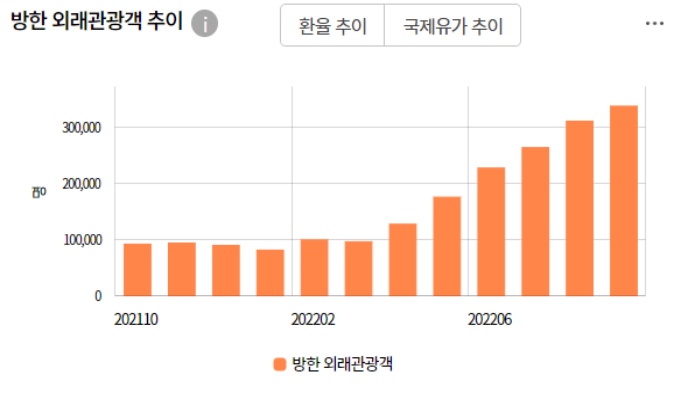 방한 외래관광객 추이 i 환율 추이 국제유가 추이 ...
300,000
200,000
명
100,000
0
202110 202202 202206
방한 외래관광객